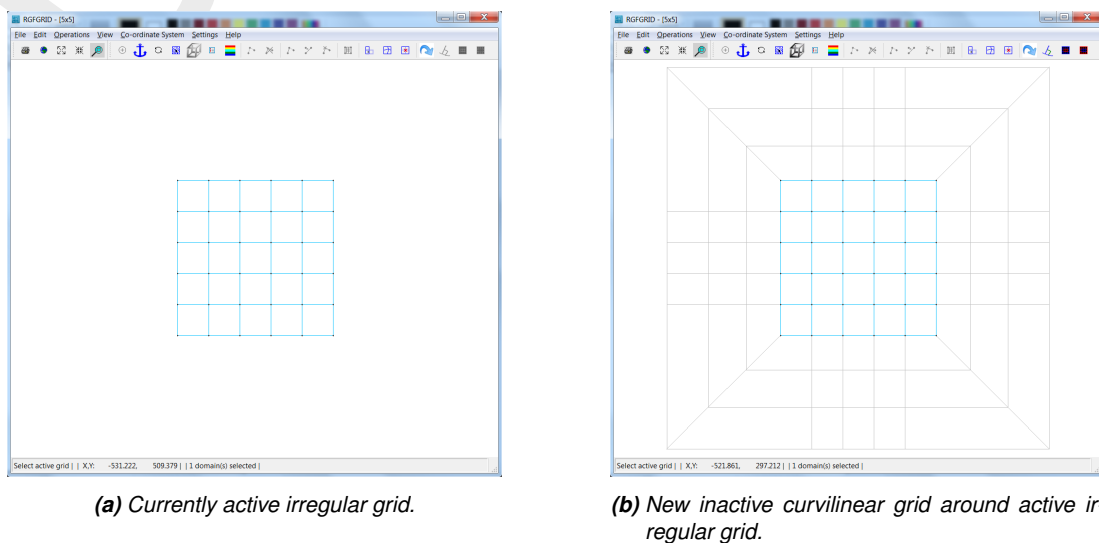 RGFGRID - [5x5]
File Edit Operations View Co-ordinate System Settings Help
Select active grid | | X,Y: -531.222, 509.379 | | 1 domain(s) selected |
(a) Currently active irregular grid.
RGFGRID - [5x5]
File Edit Operations View Co-ordinate System Settings Help
Select active grid | | X,Y: -521.861, 297.212 | | 1 domain(s) selected |
(b) New inactive curvilinear grid around active ir-
regular grid.